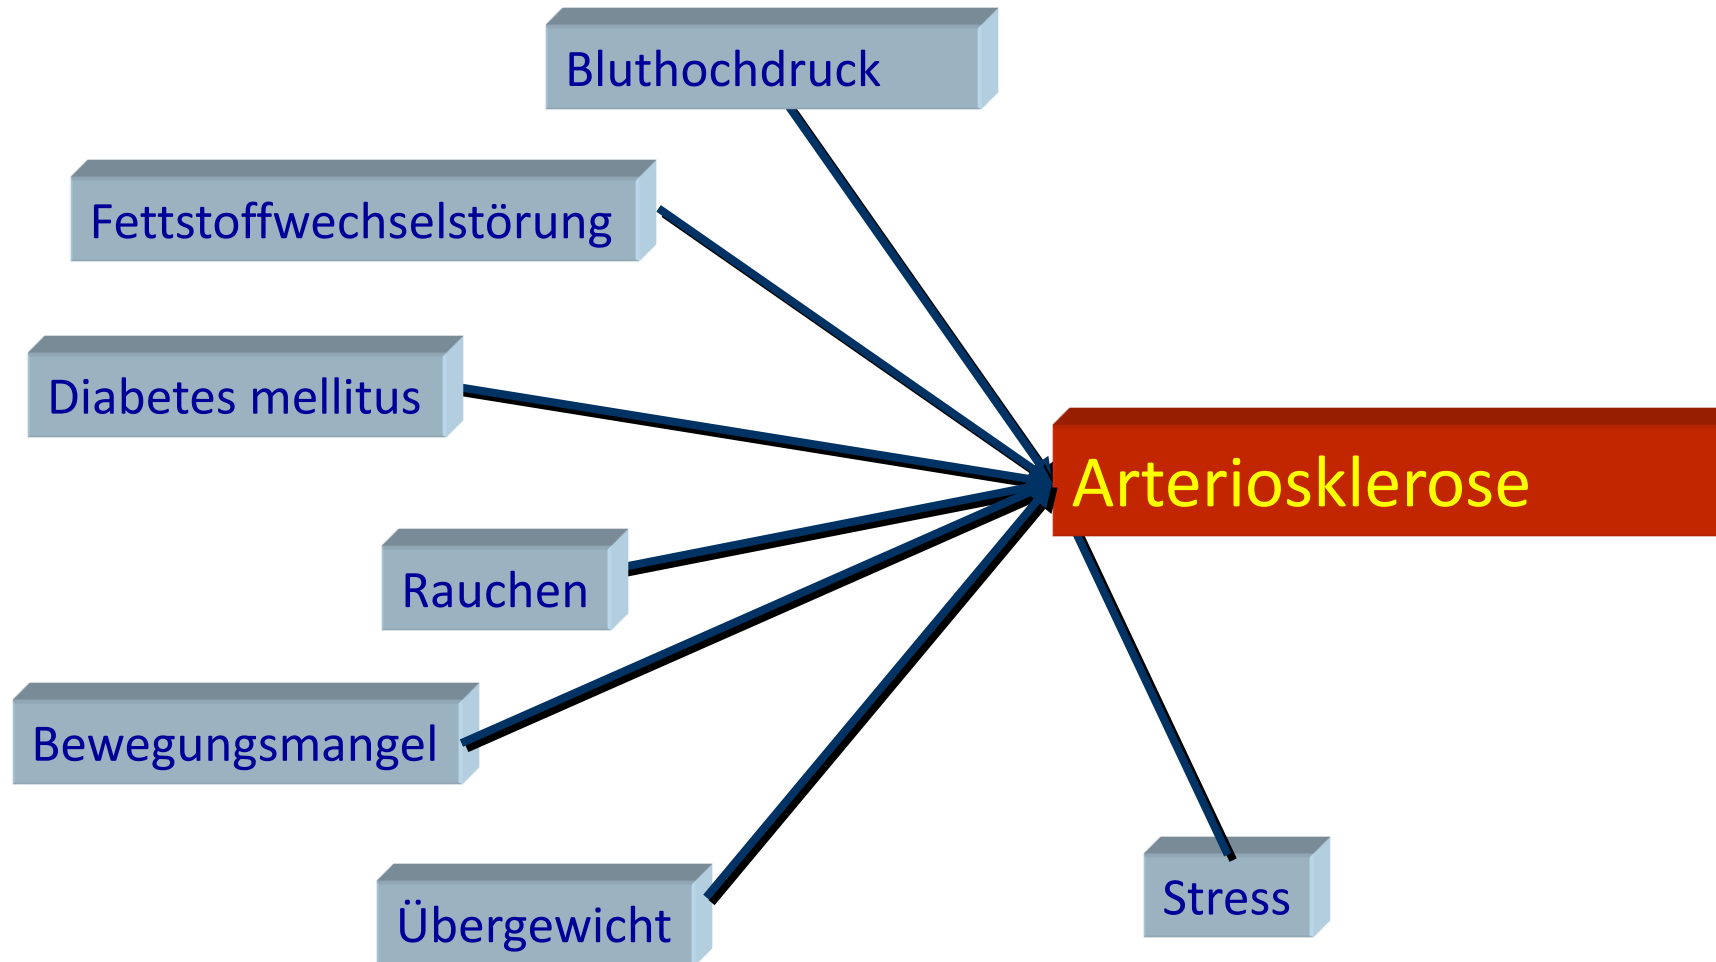 Bluthochdruck
Fettstoffwechselstörung
Diabetes mellitus
Arteriosklerose
Rauchen
Bewegungsmangel
Übergewicht
Stress